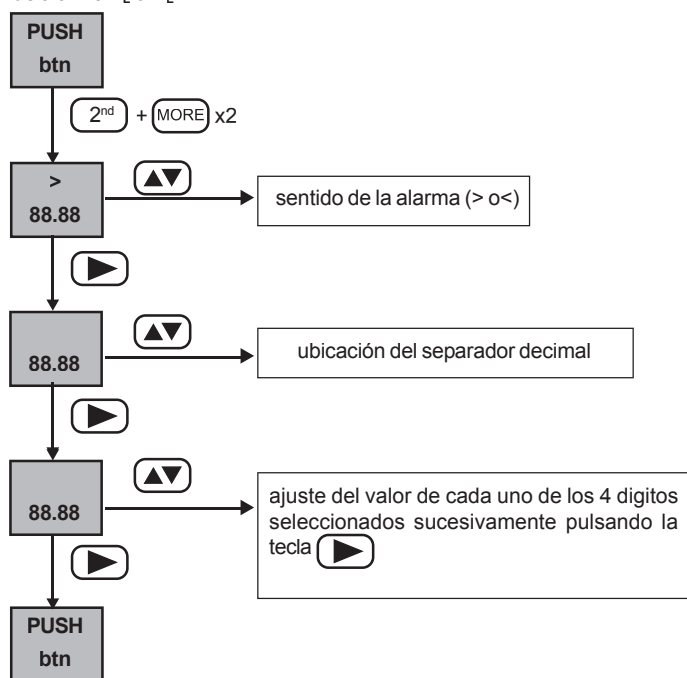 PUSH
btn
2nd + MORE x2
>
88.88
▲▼
sentido de la alarma (> o<)
▶
88.88
▲▼
ubicación del separador decimal
▶
88.88
▲▼
ajuste del valor de cada uno de los 4 digitos
seleccionados sucesivamente pulsando la
tecla ▶
▶
PUSH
btn